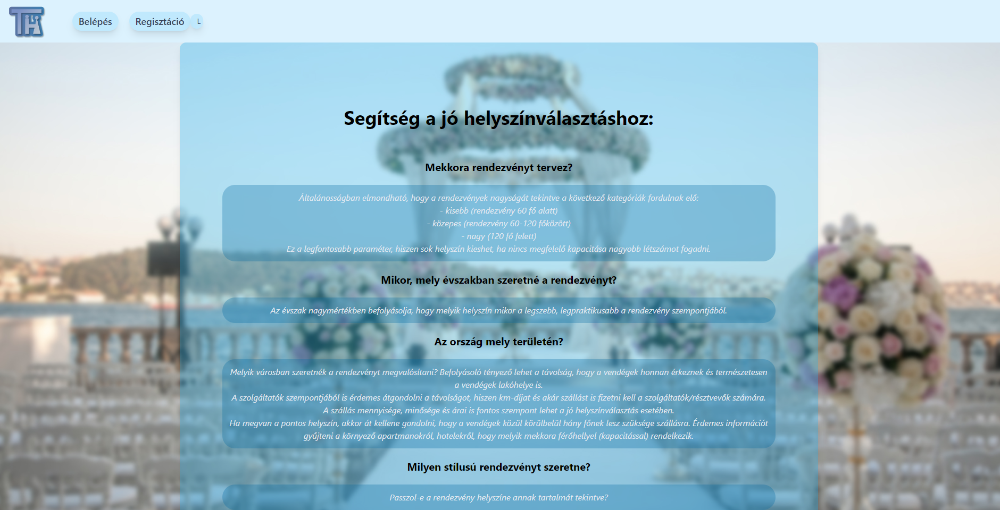 TH
Belépés
Regisztáció
L
Segítség a jó helyszínválasztáshoz:
Mekkora rendezvényt tervez?
Általánosságban elmondható, hogy a rendezvények nagyságát tekintve a következő kategóriák fordulnak elő:
- kisebb (rendezvény 60 fő alatt)
- közepes (rendezvény 60-120 főközött)
- nagy (120 fő felett)
Ez a legfontosabb paraméter, hiszen sok helyszín kieshet, ha nincs megfelelő kapacitása nagyobb létszámot fogadni.
Mikor, mely évszakban szeretné a rendezvényt?
Az évszak nagymértékben befolyásolja, hogy melyik helyszín mikor a legszebb, legpraktikusabb a rendezvény szempontjából.
Az ország mely területén?
Melyik városban szeretnék a rendezvényt megvalósítani? Befolyásoló tényező lehet a távolság, hogy a vendégek honnan érkeznek és természetesen
a vendégek lakóhelye is.
A szolgáltatók szempontjából is érdemes átgondolni a távolságot, hiszen km-díjat és akár szállást is fizetni kell a szolgáltatók/résztvevők számára.
A szállás mennyisége, minősége és árai is fontos szempont lehet a jó helyszínválasztás esetében.
Ha megvan a pontos helyszín, akkor át kellene gondolni, hogy a vendégek közül körülbelül hány főnek lesz szüksége szállásra. Érdemes információt
gyűjteni a környező apartmanokról, hotelekről, hogy melyik mekkora férőhellyel (kapacitással) rendelkezik.
Milyen stílusú rendezvényt szeretne?
Passzol-e a rendezvény helyszíne annak tartalmát tekintve?